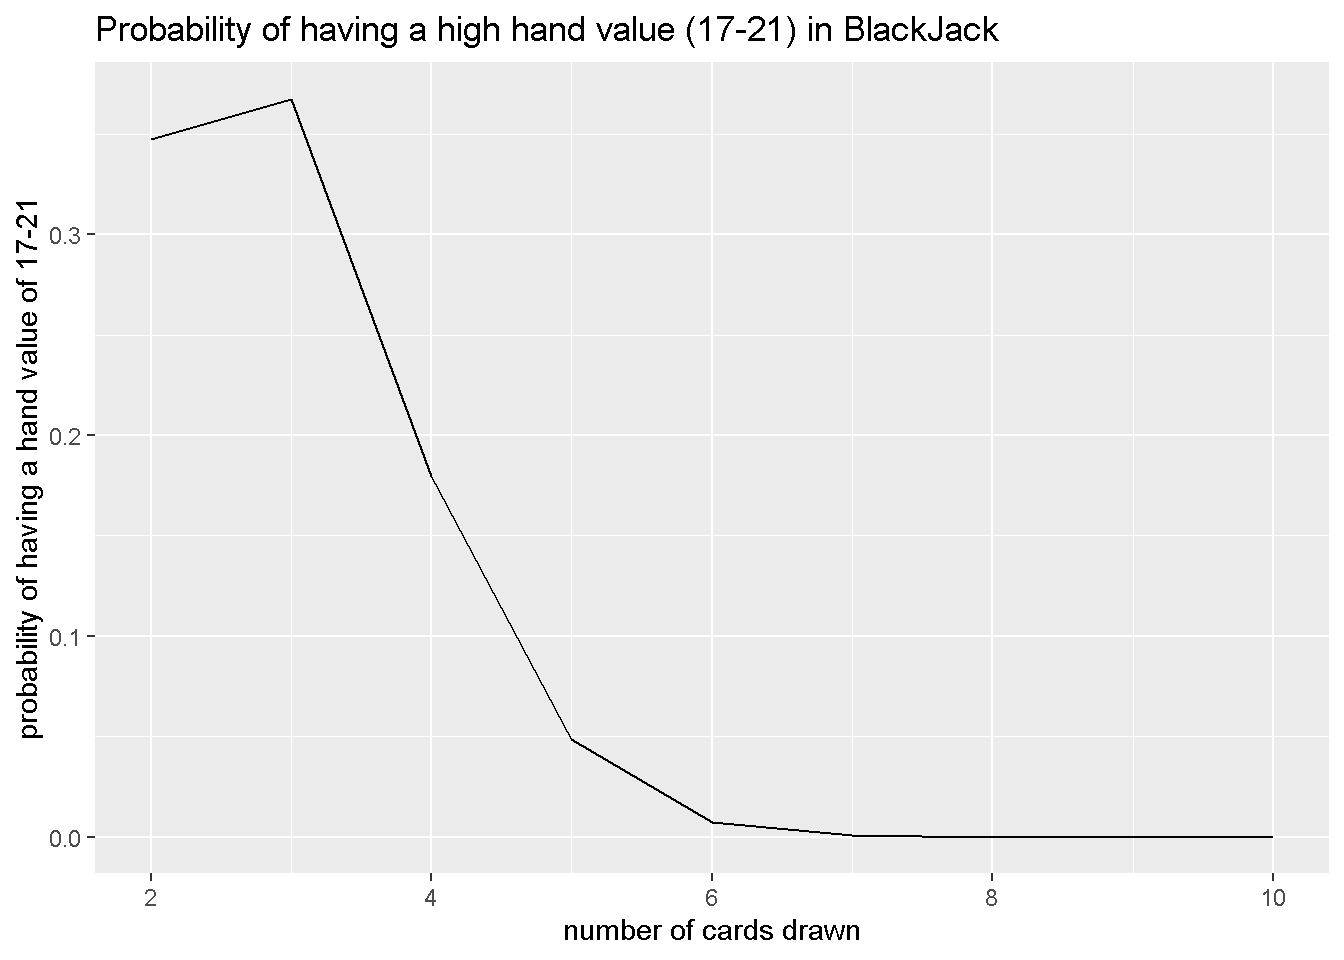 Probability of having a high hand value (17-21) in BlackJack
probability of having a hand value of 17-21
0.3
0.2
0.1
0.0
2 4 6 8 10
number of cards drawn